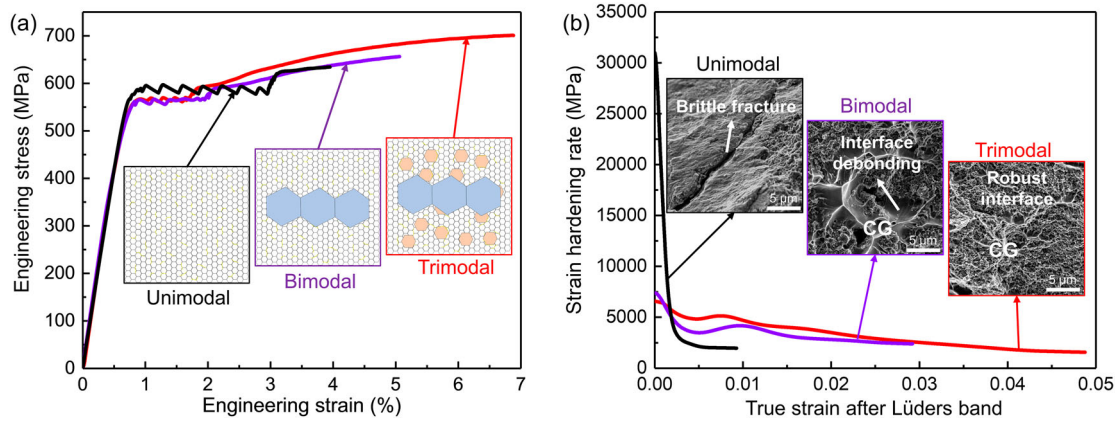 (a)
700
600
500
400
300
200
100
0
Engineering stress (MPa)
0
1
2
3
4
5
6
7
Engineering strain (%)
Unimodal
Bimodal
Trimodal
(b)
35000
30000
25000
20000
15000
10000
5000
0
Strain hardening rate (MPa)
0.00
0.01
0.02
0.03
0.04
0.05
True strain after Lüders band
Unimodal
Brittle fracture
5 μm
Bimodal
Interface
debonding
CG
5 μm
Trimodal
Robust
interface
CG
5 μm